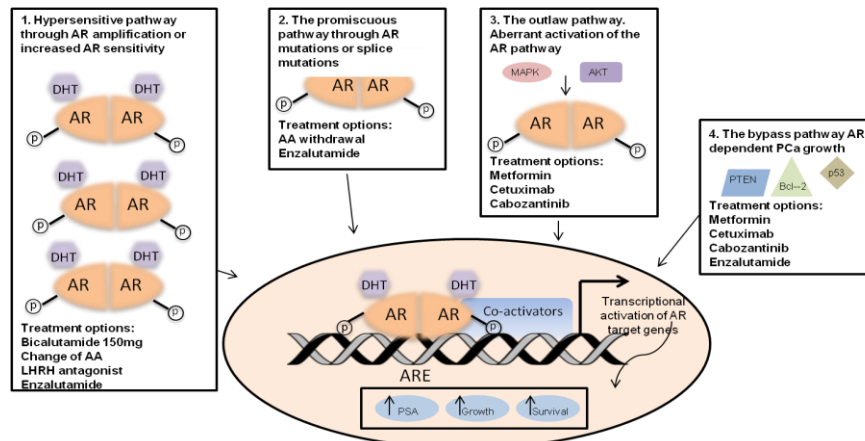 1. Hypersensitive pathway
through AR amplification or
increased AR sensitivity
DHT DHT
AR AR
p p
DHT DHT
AR AR
p p
DHT DHT
AR AR
p p
Treatment options:
Bicalutamide 150mg
Change of AA
LHRH antagonist
Enzalutamide
2. The promiscuous
pathway through AR
mutations or splice
mutations
AR AR
p p
Treatment options:
AA withdrawal
Enzalutamide
3. The outlaw pathway.
Aberrant activation of the
AR pathway
MAPK AKT
AR AR
p p
Treatment options:
Metformin
Cetuximab
Cabozantinib
4. The bypass pathway AR
dependent PCa growth
PTEN Bcl--2 p53
Treatment options:
Metformin
Cetuximab
Cabozantinib
Enzalutamide
DHT DHT
AR AR
p p
Co-activators
Transcriptional
activation of AR
target genes
ARE
PSA Growth Survival